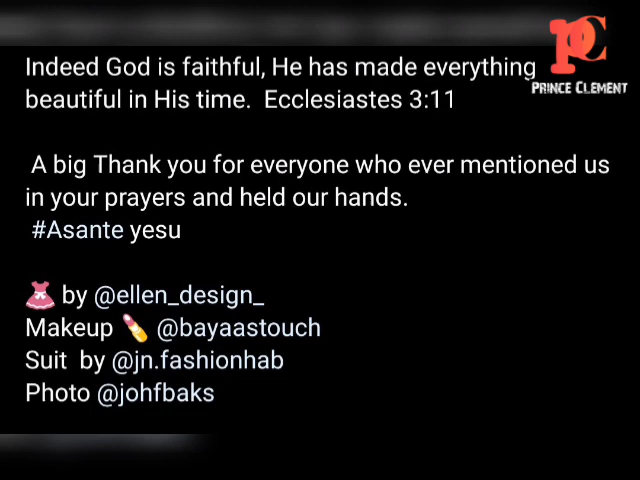 Indeed God is faithful, He has made everything
beautiful in His time.  Ecclesiastes 3:11
A big Thank you for everyone who ever mentioned us
in your prayers and held our hands.
#Asante yesu
👗 by @ellen_design_
Makeup 💄 @bayaastouch
Suit  by @jn.fashionhab
Photo @johfbaks
PC
PRINCE CLEMENT